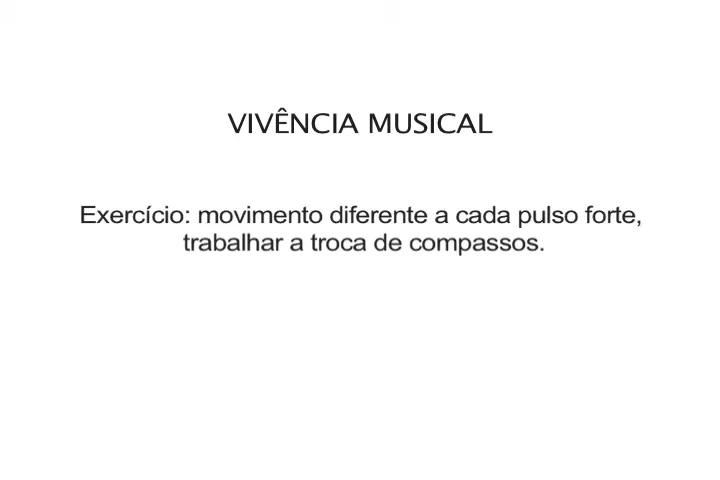 VIVÊNCIA MUSICAL
Exercício: movimento diferente a cada pulso forte,
trabalhar a troca de compassos.